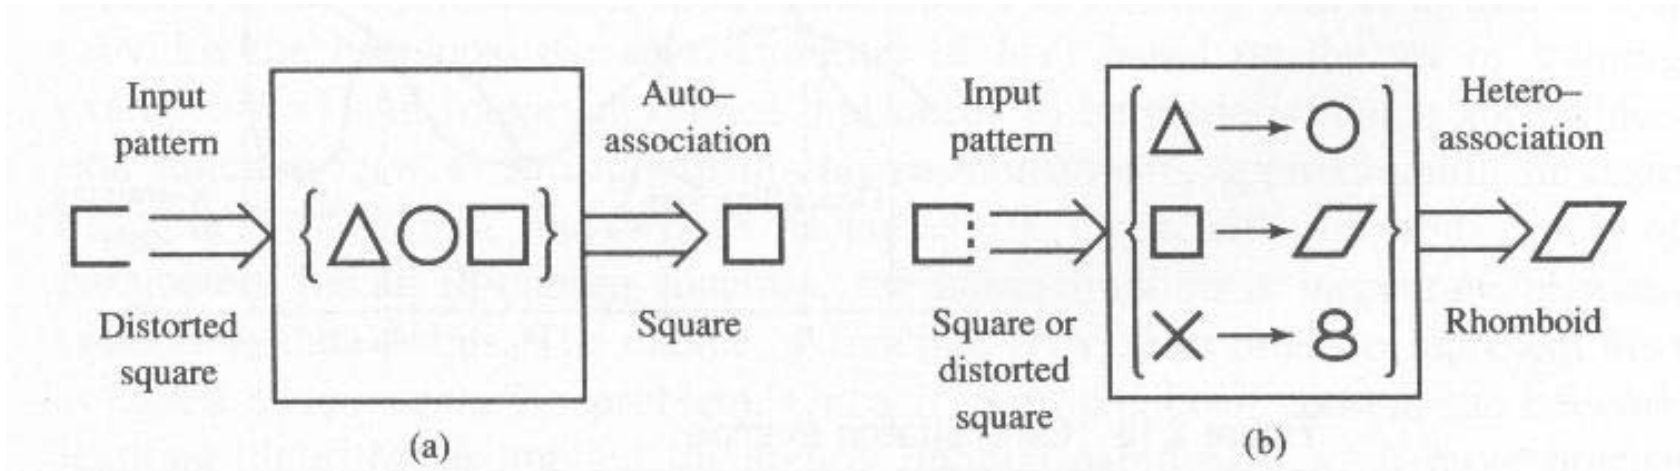 Input
pattern
Distorted
square
Auto–
association
Square
(a)
Input
pattern
Square or
distorted
square
Hetero–
association
Rhomboid
(b)